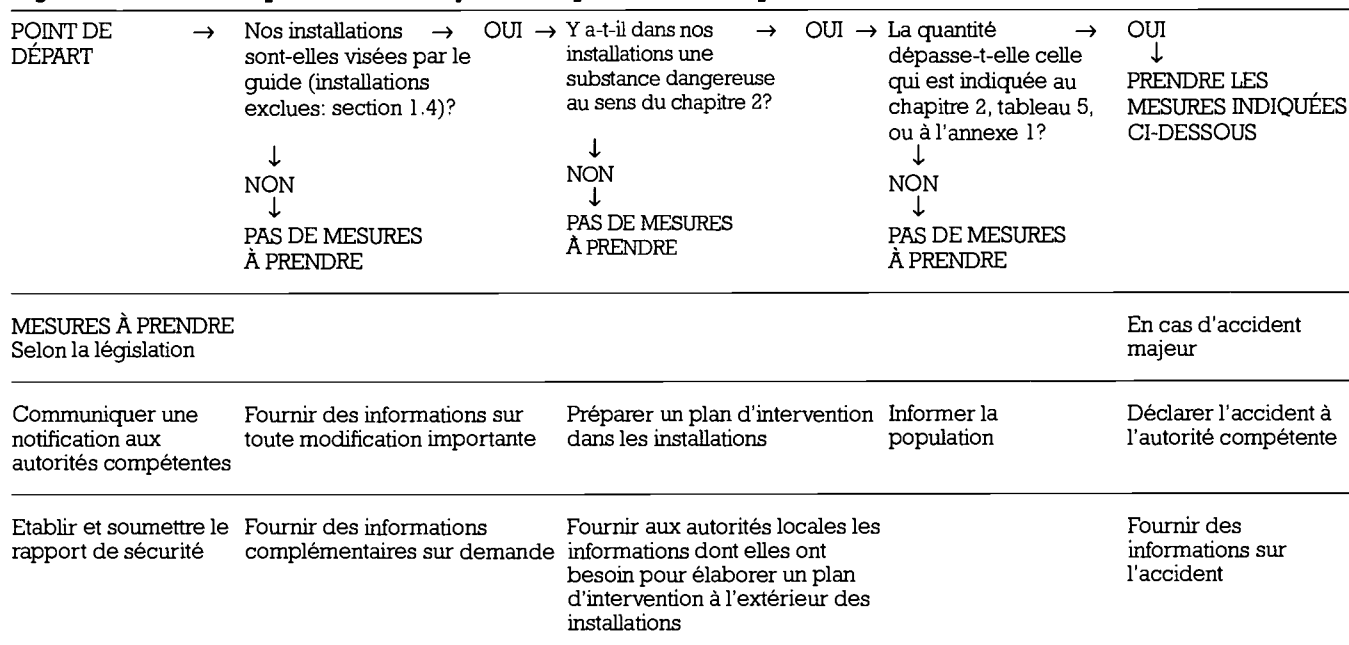 POINT DE → Nos installations → OUI → Y a-t-il dans nos → OUI → La quantité → OUI
DÉPART sont-elles visées par le installations une dépasse-t-elle celle ↓
guide (installations substance dangereuse qui est indiquée au PRENDRE LES
exclues: section 1.4)? au sens du chapitre 2? chapitre 2, tableau 5, MESURES INDIQUÉES
ou à l'annexe 1? CI-DESSOUS
↓ ↓ ↓
NON NON NON
↓ ↓ ↓
PAS DE MESURES PAS DE MESURES PAS DE MESURES
À PRENDRE À PRENDRE À PRENDRE
MESURES À PRENDRE En cas d'accident
Selon la législation majeur
Communiquer une Fournir des informations sur Préparer un plan d'intervention Informer la Déclarer l'accident à
notification aux toute modification importante dans les installations population l'autorité compétente
autorités compétentes
Etablir et soumettre le Fournir des informations Fournir aux autorités locales les Fournir des
rapport de sécurité complémentaires sur demande informations dont elles ont informations sur
besoin pour élaborer un plan l'accident
d'intervention à l'extérieur des
installations